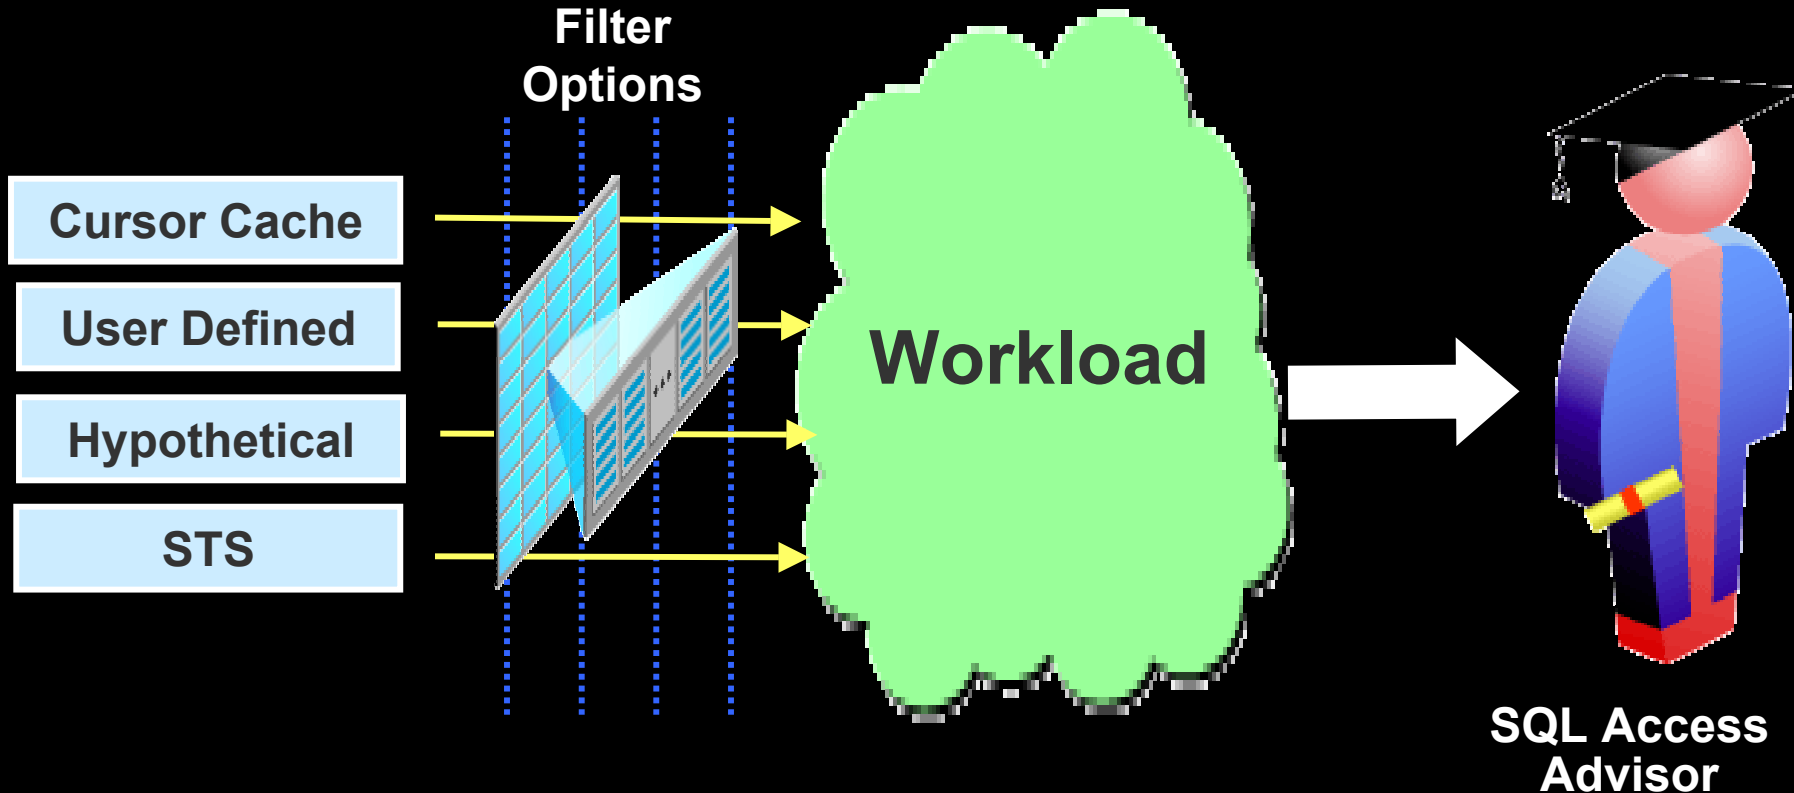 Filter
Options
Cursor Cache
User Defined
Hypothetical
STS
Workload
SQL Access
Advisor